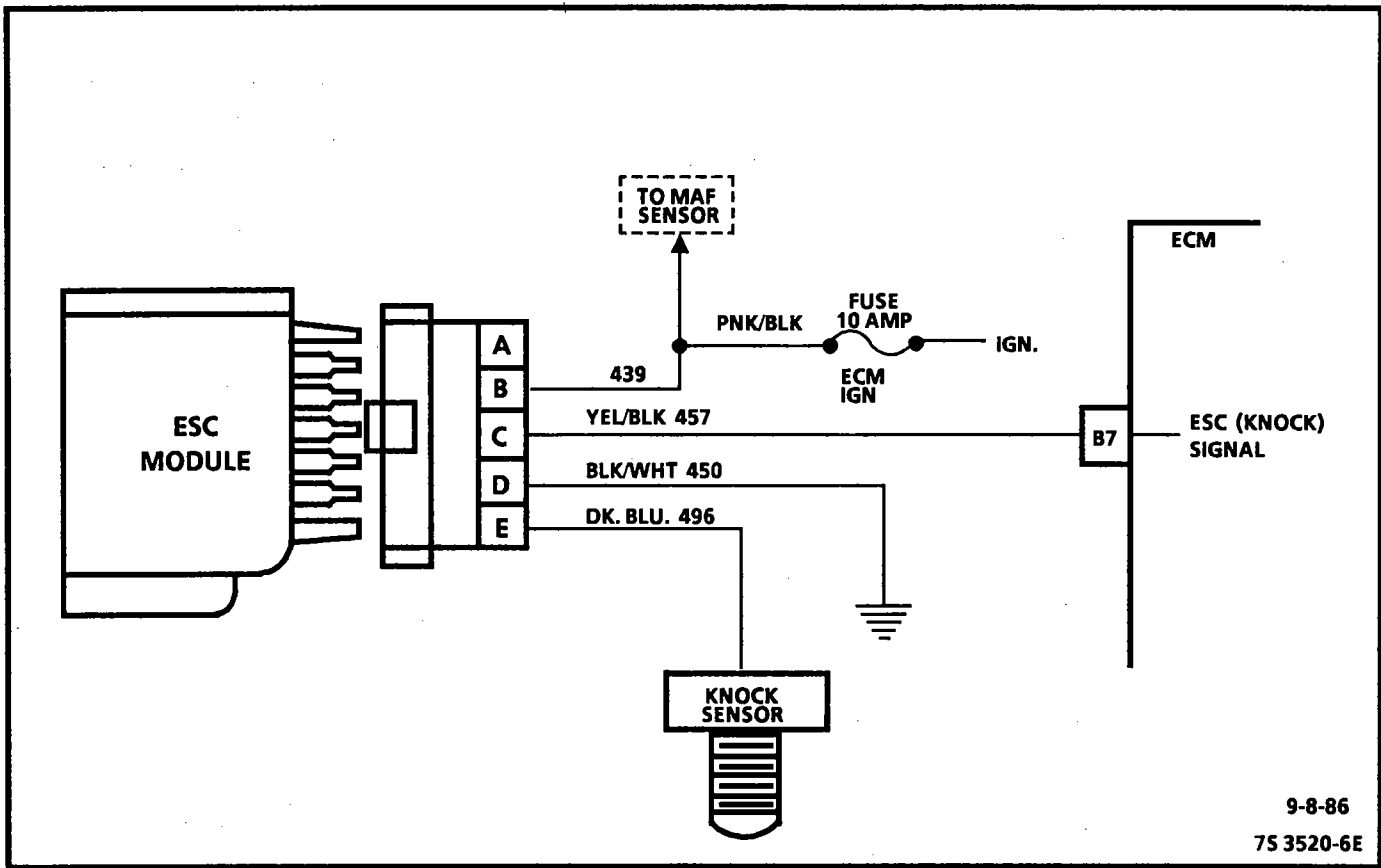 TO MAF
SENSOR
ECM
FUSE
10 AMP
PNK/BLK
IGN.
ECM
IGN
A
B
C
D
E
439
YEL/BLK 457
BLK/WHT 450
DK. BLU. 496
ESC
MODULE
B7
ESC (KNOCK)
SIGNAL
KNOCK
SENSOR
9-8-86
7S 3520-6E